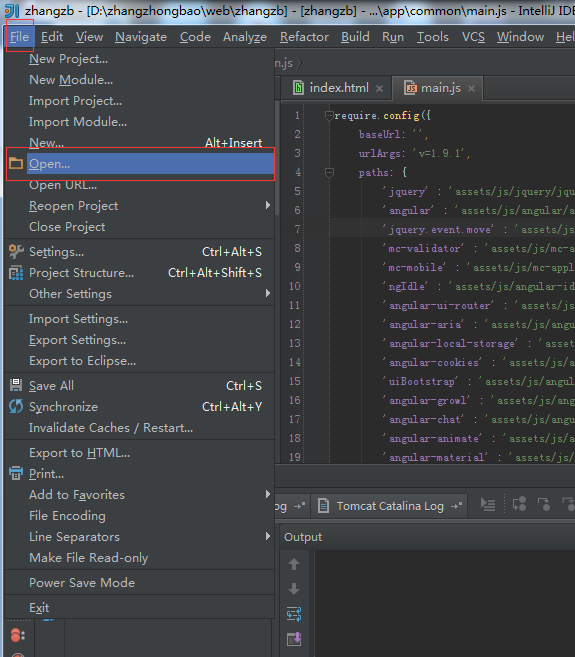 zhangzb - [D:\zhangzhongbao\web\zhangzb] - [zhangzb] - ...\app\common\main.js - IntelliJ IDE
File Edit View Navigate Code Analyze Refactor Build Run Tools VCS Window
n.js
New Project...
New Module...
Import Project...
Import Module...
New... Alt+Insert
Open...
Open URL...
Reopen Project
Close Project
Settings... Ctrl+Alt+S
Project Structure... Ctrl+Alt+Shift+S
Other Settings
Import Settings...
Export Settings...
Export to Eclipse...
Save All Ctrl+S
Synchronize Ctrl+Alt+Y
Invalidate Caches / Restart...
Export to HTML...
Print...
Add to Favorites
File Encoding
Line Separators
Make File Read-only
Power Save Mode
Exit
index.html main.js
1 require.config({
2 baseUrl: '',
3 urlArgs: 'v=1.9.1',
4 paths: {
5 'jquery' : 'assets/js/jquery/jqu
6 'angular' : 'assets/js/angular/a
7 'jquery.event.move' : 'assets/js
8 'mc-validator' : 'assets/js/mc-a
9 'mc-mobile' : 'assets/js/mc-appl
10 'ngIdle' : 'assets/js/angular-id
11 'angular-ui-router' : 'assets/js
12 'angular-aria' : 'assets/js/angu
13 'angular-local-storage' : 'asset
14 'angular-cookies' : 'assets/js/a
15 'uiBootstrap' : 'assets/js/angul
16 'angular-growl' : 'assets/js/ang
17 'angular-chat' : 'assets/js/angu
18 'angular-animate' : 'assets/js/a
19 'angular-material' : 'assets/js/
og Tomcat Catalina Log
Output